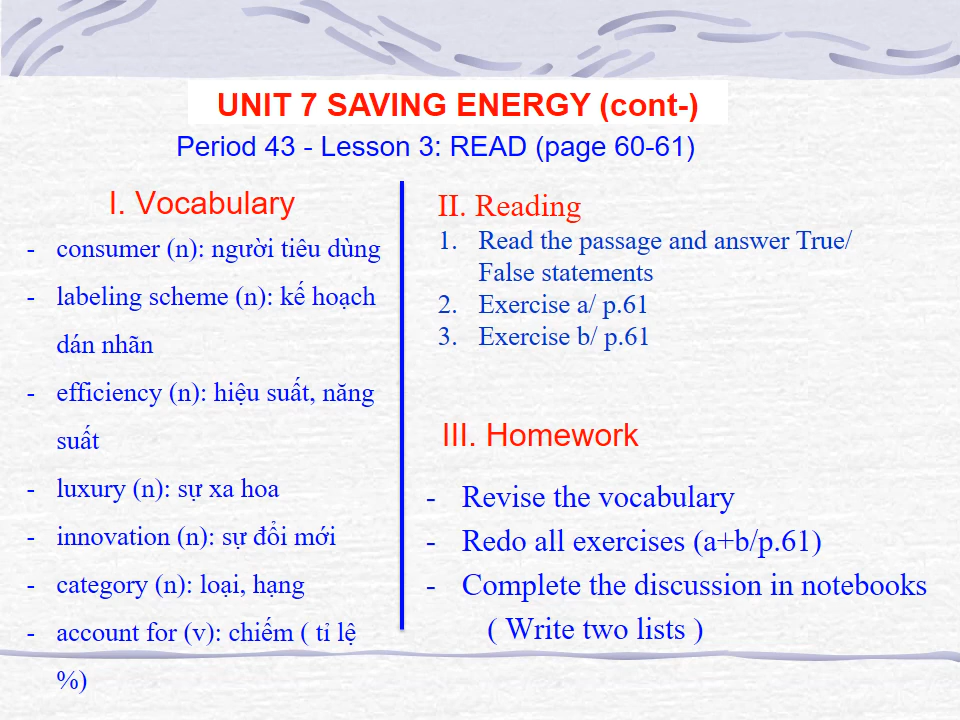 UNIT 7 SAVING ENERGY (cont-)
Period 43 - Lesson 3: READ (page 60-61)
I. Vocabulary
- consumer (n): người tiêu dùng
- labeling scheme (n): kế hoạch
dán nhãn
- efficiency (n): hiệu suất, năng
suất
- luxury (n): sự xa hoa
- innovation (n): sự đổi mới
- category (n): loại, hạng
- account for (v): chiếm ( tỉ lệ
%)
II. Reading
1. Read the passage and answer True/
False statements
2. Exercise a/ p.61
3. Exercise b/ p.61
III. Homework
- Revise the vocabulary
- Redo all exercises (a+b/p.61)
- Complete the discussion in notebooks
( Write two lists )